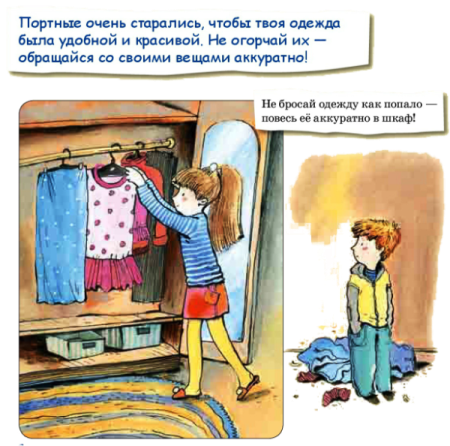 Портные очень старались, чтобы твоя одежда
была удобной и красивой. Не огорчай их —
обращайся со своими вещами аккуратно!
Не бросай одежду как попало —
повесь её аккуратно в шкаф!